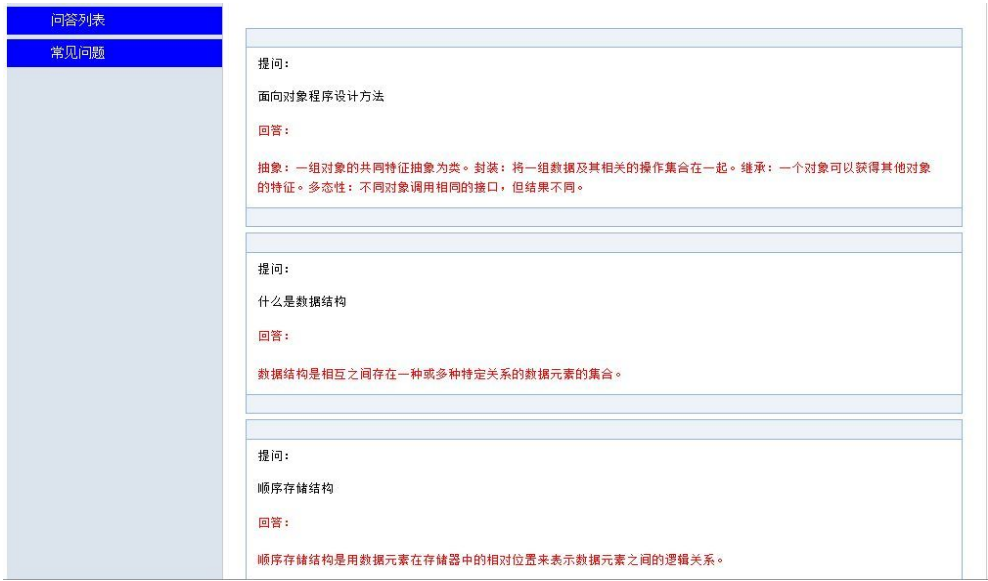 问答列表
常见问题
提问：
面向对象程序设计方法
回答：
抽象：一组对象的共同特征抽象为类。封装：将一组数据及其相关的操作集合在一起。继承：一个对象可以获得其他对象
的特征。多态性：不同对象调用相同的接口，但结果不同。
提问：
什么是数据结构
回答：
数据结构是相互之间存在一种或多种特定关系的数据元素的集合。
提问：
顺序存储结构
回答：
顺序存储结构是用数据元素在存储器中的相对位置来表示数据元素之间的逻辑关系。